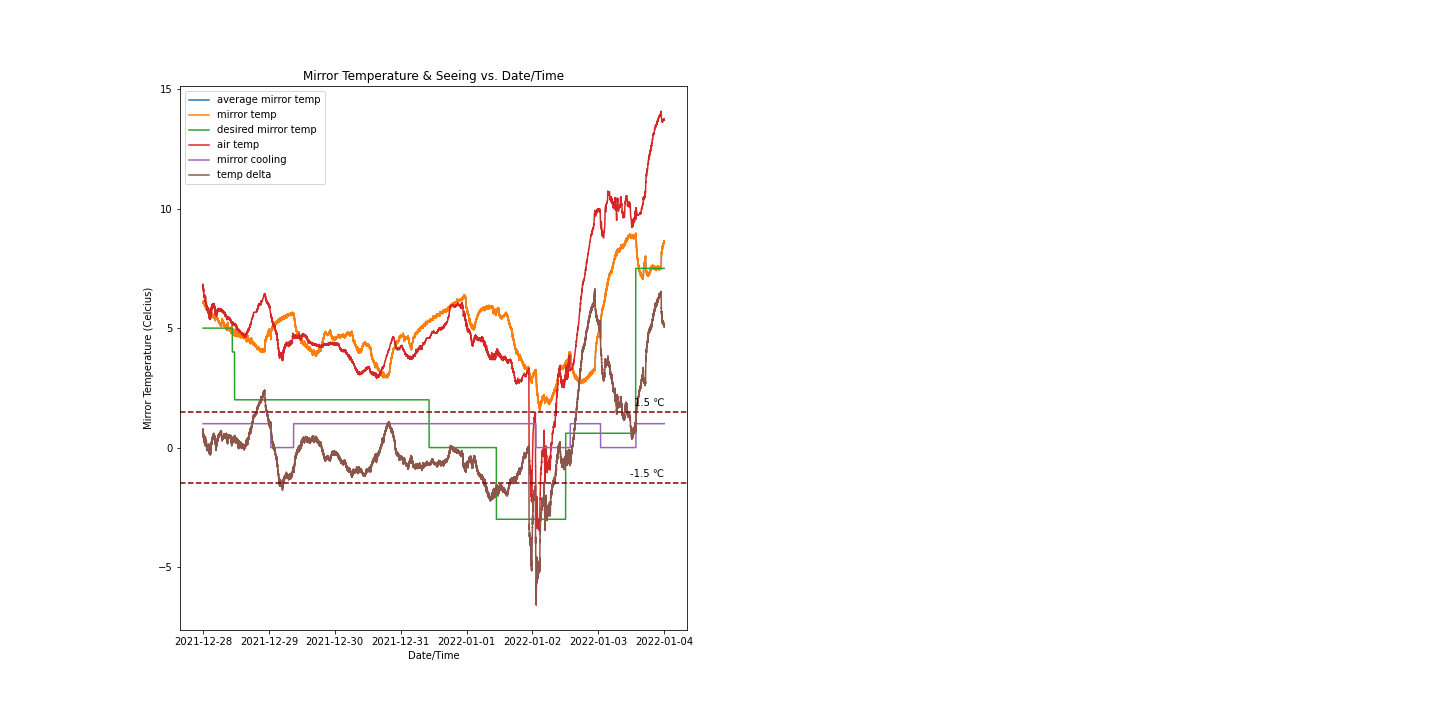 Mirror Temperature & Seeing vs. Date/Time
average mirror temp
mirror temp
desired mirror temp
air temp
mirror cooling
temp delta
Mirror Temperature (Celcius)
15
10
5
0
−5
1.5 °C
-1.5 °C
2021-12-28 2021-12-29 2021-12-30 2021-12-31 2022-01-01 2022-01-02 2022-01-03 2022-01-04
Date/Time